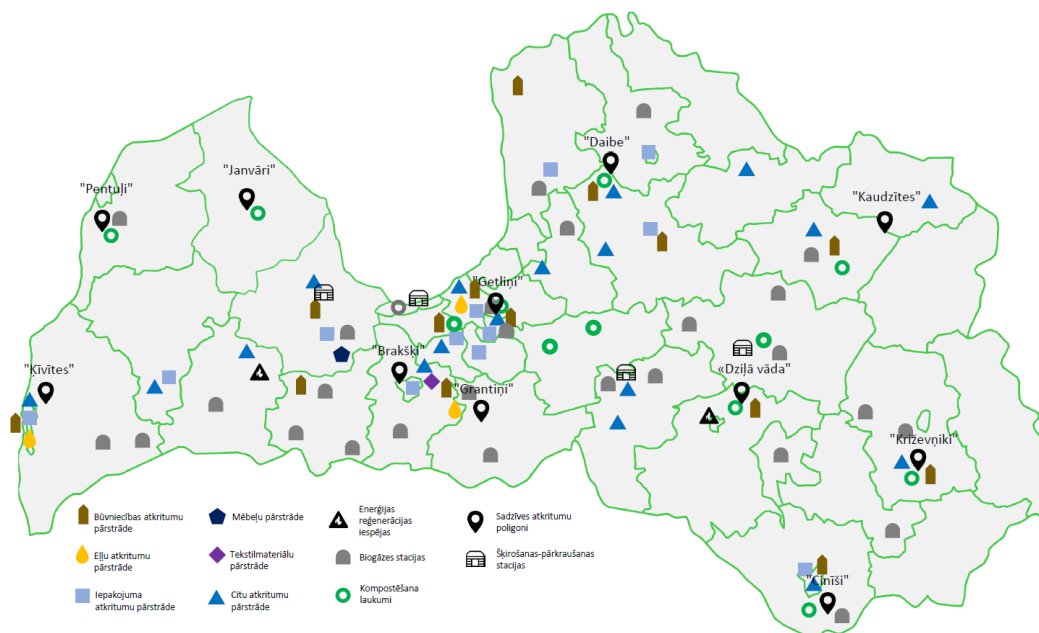 "Daibe"
"Janvāri"
"Pentuļi"
"Kaudzītes"
"Getliņi"
"Brakšķi"
"Ķīvītes"
«Dziļā vāda"
"Grantiņi"
"Križevņiki"
"Cinīši"
Būvniecības atkritumu
pārstrāde
Mēbeļu pārstrāde
Enerģijas
reģenerācijas
iespējas
Sadzīves atkritumu
poligoni
Eļļu atkritumu
pārstrāde
Tekstilmateriālu
pārstrāde
Biogāzes stacijas
Šķirošanas-pārkraušanas
stacijas
Iepakojuma
atkritumu pārstrāde
Citu atkritumu
pārstrāde
Kompostēšana
laukumi